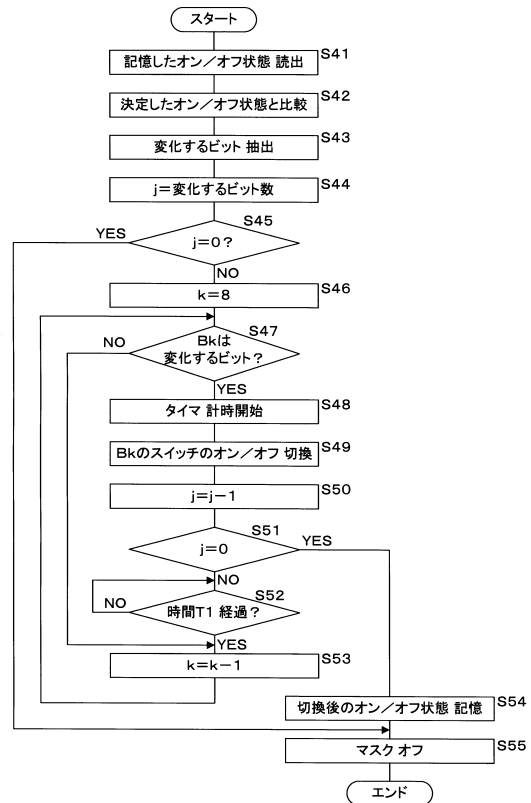 スタート
記憶したオン／オフ状態 読出
S41
決定したオン／オフ状態と比較
S42
変化するビット 抽出
S43
j＝変化するビット数
S44
S45
YES
j＝0？
NO
k＝8
S46
S47
NO
Bkは
変化するビット？
YES
タイマ 計時開始
S48
Bkのスイッチのオン／オフ 切換
S49
j＝j－1
S50
S51
YES
j＝0
NO
S52
NO
時間T1 経過？
YES
k＝k－1
S53
切換後のオン／オフ状態 記憶
S54
マスク オフ
S55
エンド